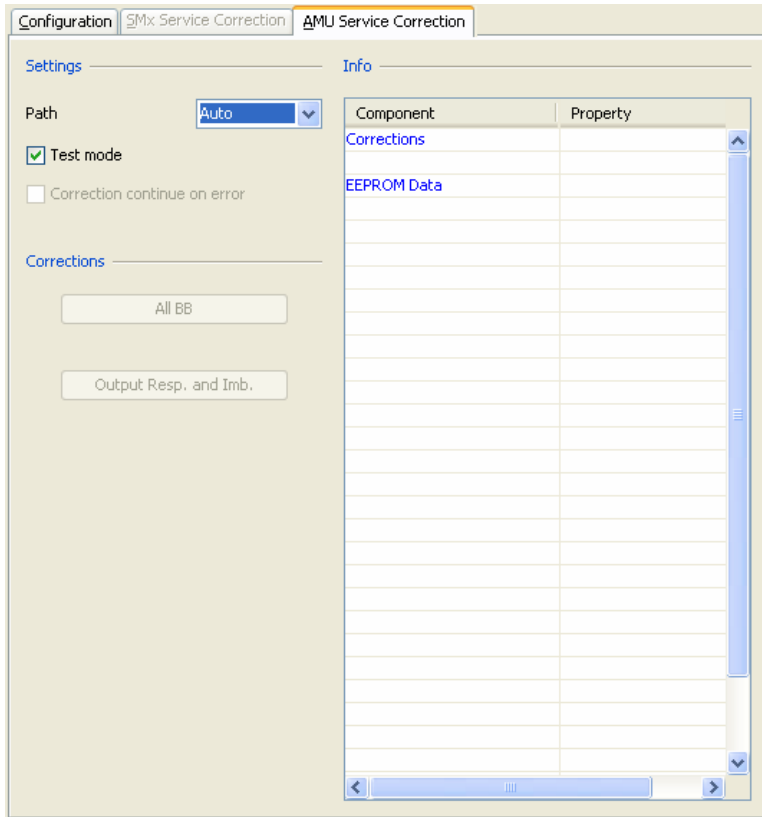 Configuration SMx Service Correction AMU Service Correction
Settings
Path Auto
Test mode
Correction continue on error
Corrections
All BB
Output Resp. and Imb.
Info
Component Property
Corrections
EEPROM Data